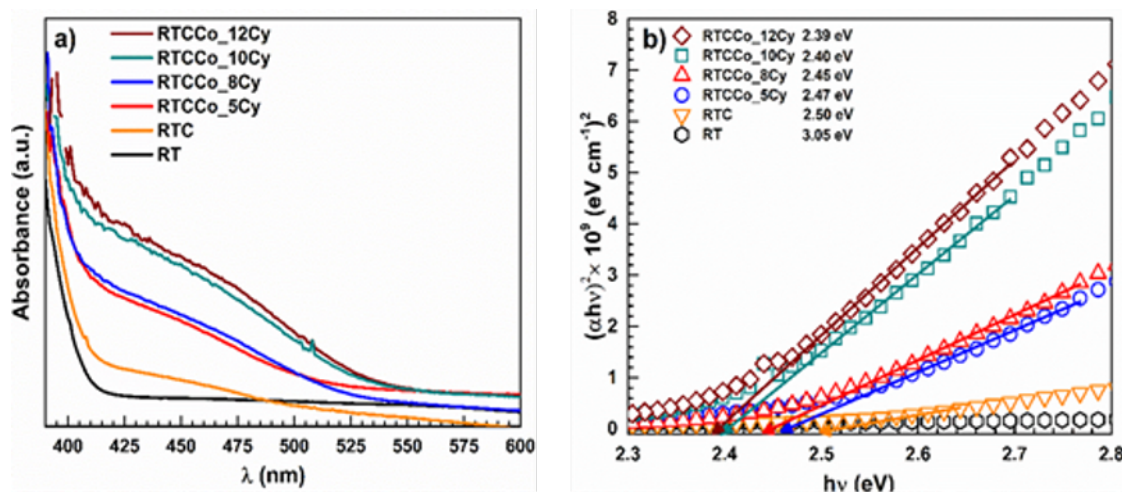 a)
RTCCo_12Cy
RTCCo_10Cy
RTCCo_8Cy
RTCCo_5Cy
RTC
RT
Absorbance (a.u.)
400 425 450 475 500 525 550 575 600
λ (nm)
b)
RTCCo_12Cy 2.39 eV
RTCCo_10Cy 2.40 eV
RTCCo_8Cy 2.45 eV
RTCCo_5Cy 2.47 eV
RTC 2.50 eV
RT 3.05 eV
(αhν)² × 10⁹ (eV cm⁻¹)²
8
7
6
5
4
3
2
1
0
2.3 2.4 2.5 2.6 2.7 2.8
hν (eV)